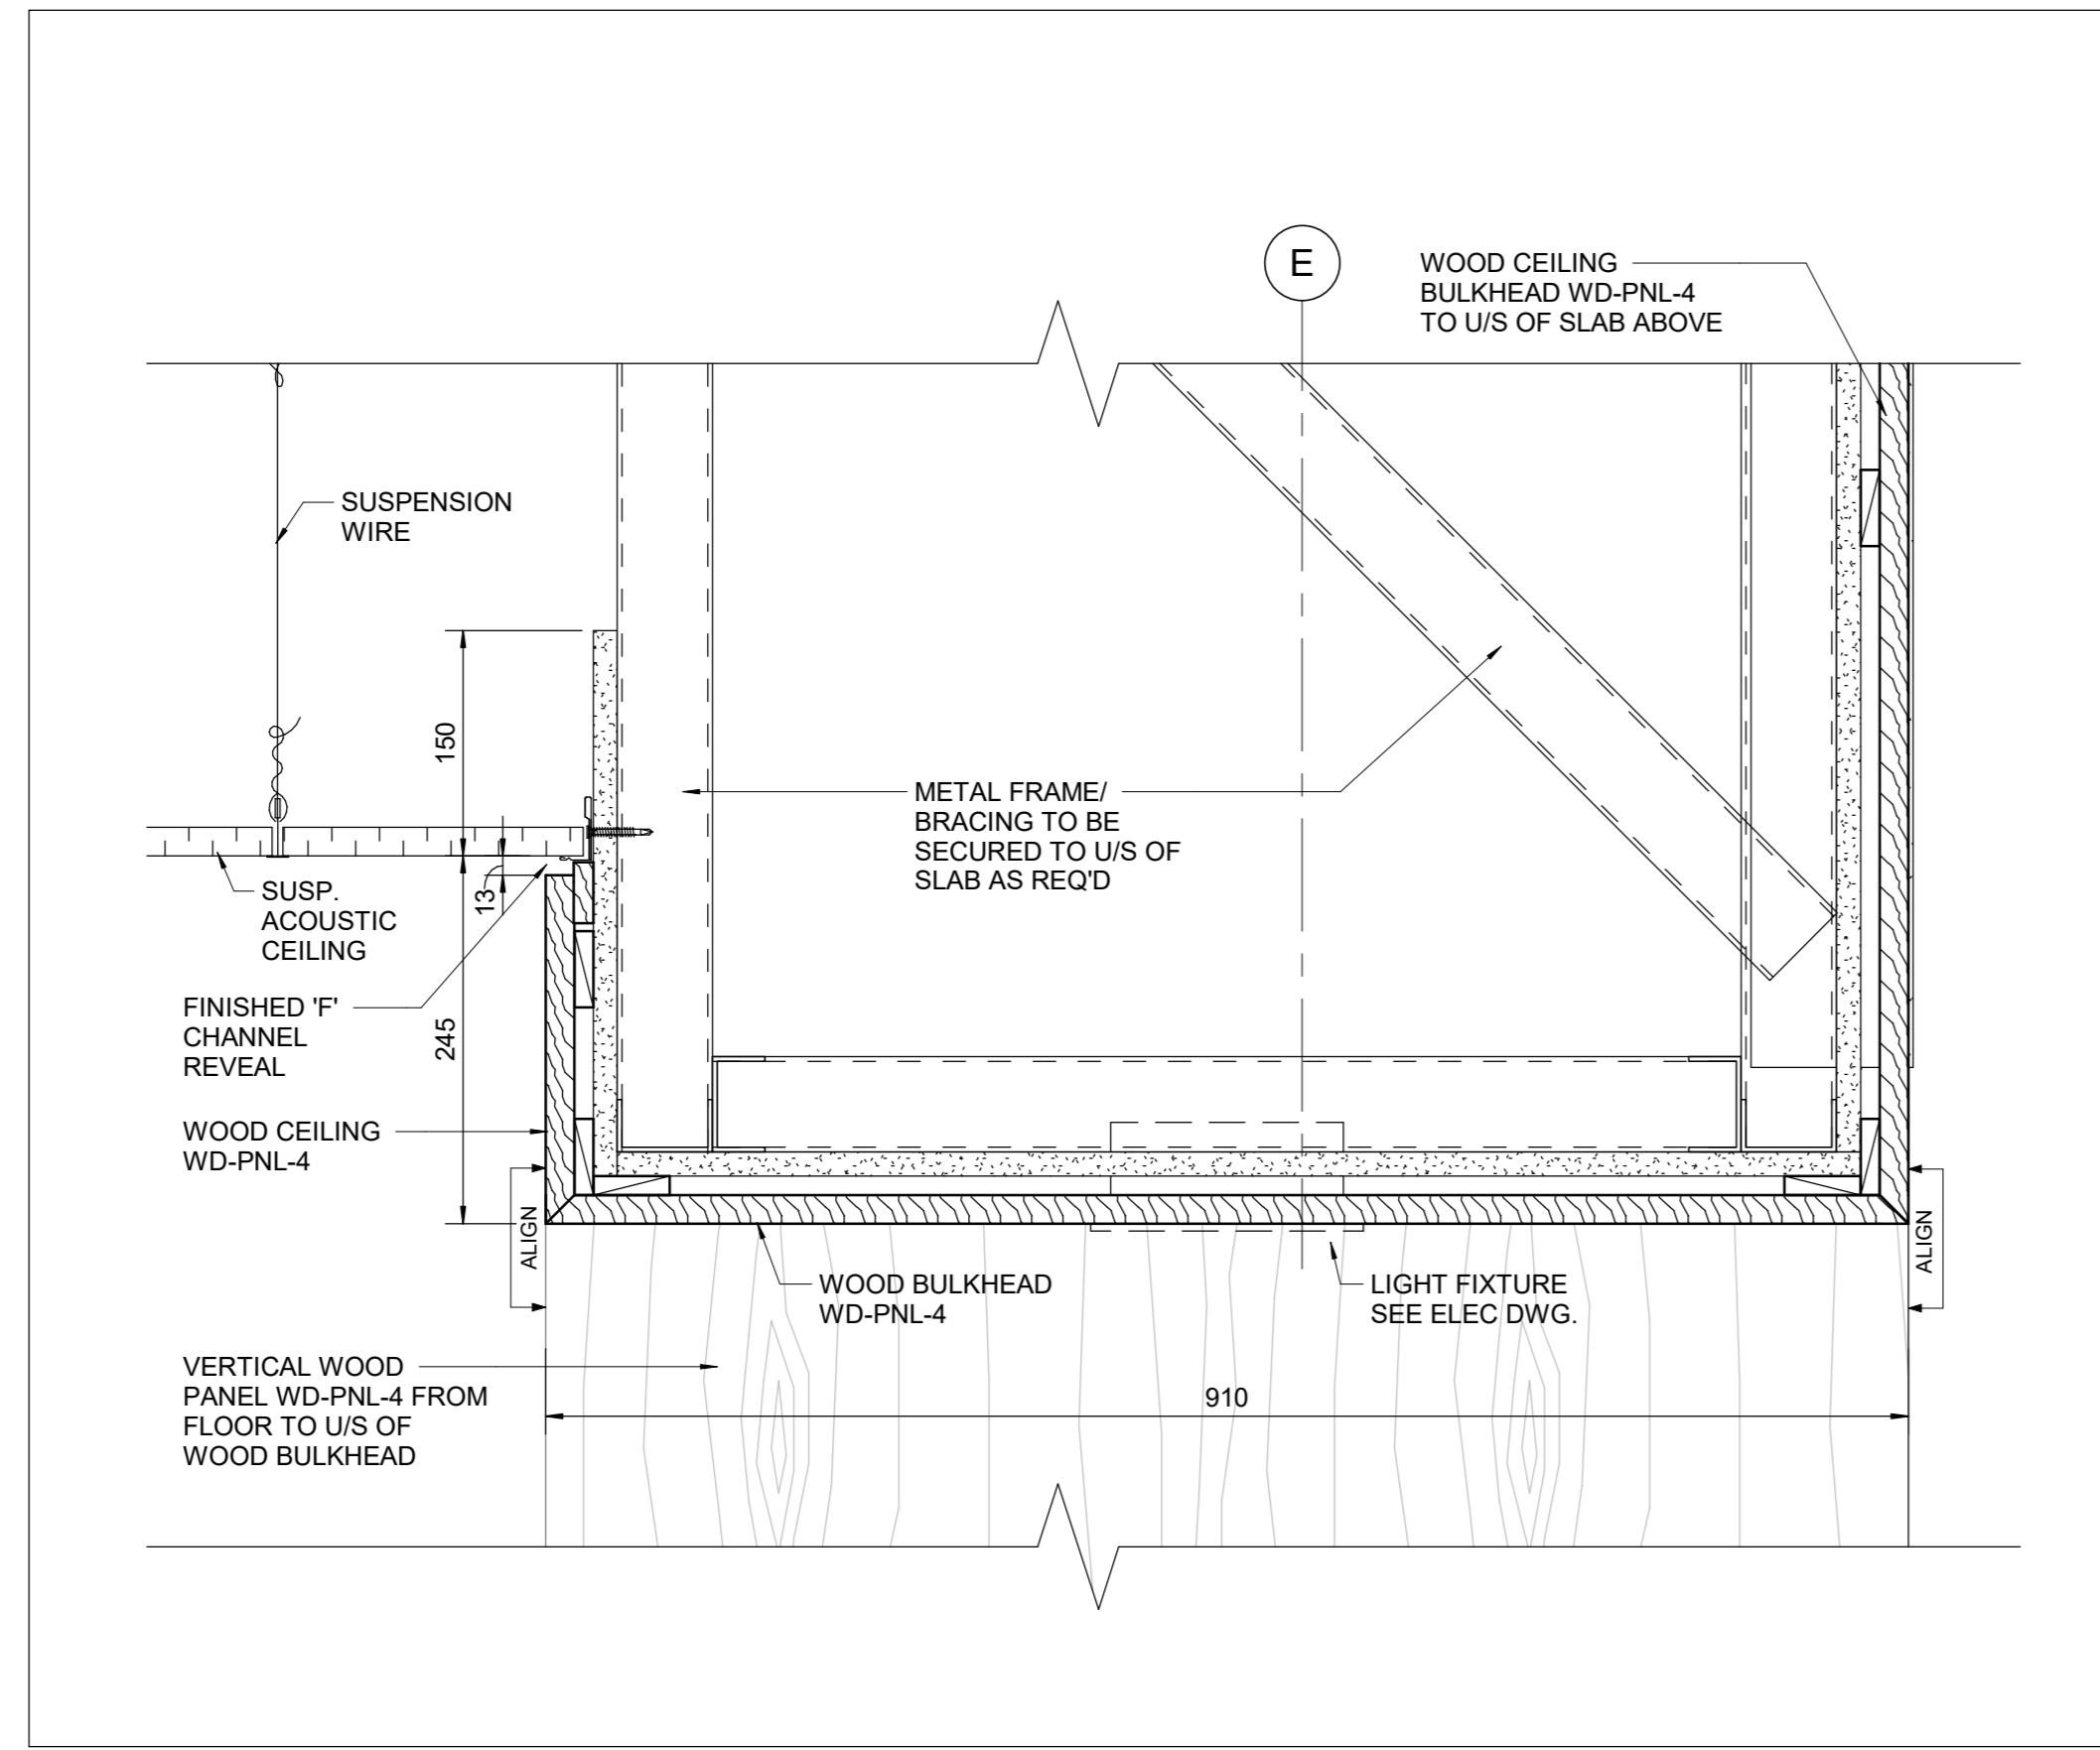 E
WOOD CEILING
BULKHEAD WD-PNL-4
TO U/S OF SLAB ABOVE
SUSPENSION
WIRE
150
METAL FRAME/
BRACING TO BE
SECURED TO U/S OF
SLAB AS REQ'D
13
SUSP.
ACOUSTIC
CEILING
FINISHED 'F'
CHANNEL
REVEAL
245
WOOD CEILING
WD-PNL-4
ALIGN
ALIGN
WOOD BULKHEAD
WD-PNL-4
LIGHT FIXTURE
SEE ELEC DWG.
VERTICAL WOOD
PANEL WD-PNL-4 FROM
FLOOR TO U/S OF
WOOD BULKHEAD
910